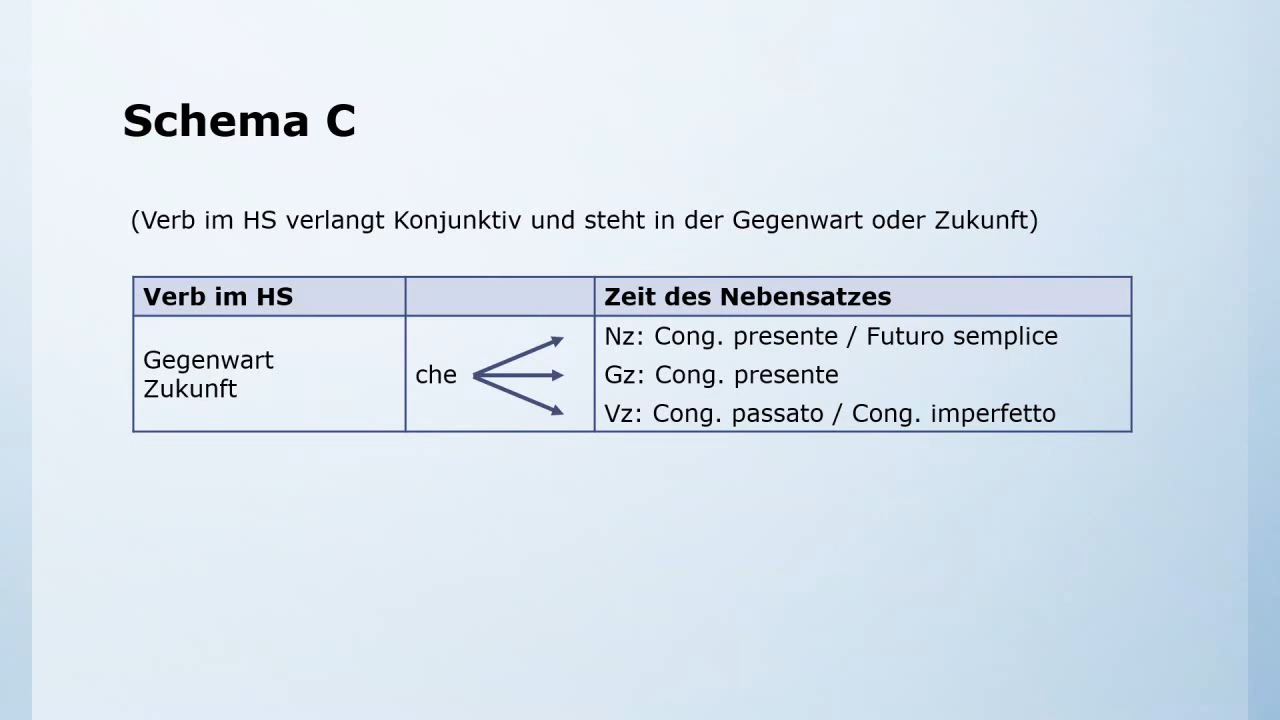 Schema C
(Verb im HS verlangt Konjunktiv und steht in der Gegenwart oder Zukunft)
Verb im HS
Zeit des Nebensatzes
Gegenwart
Zukunft
che
Nz: Cong. presente / Futuro semplice
Gz: Cong. presente
Vz: Cong. passato / Cong. imperfetto